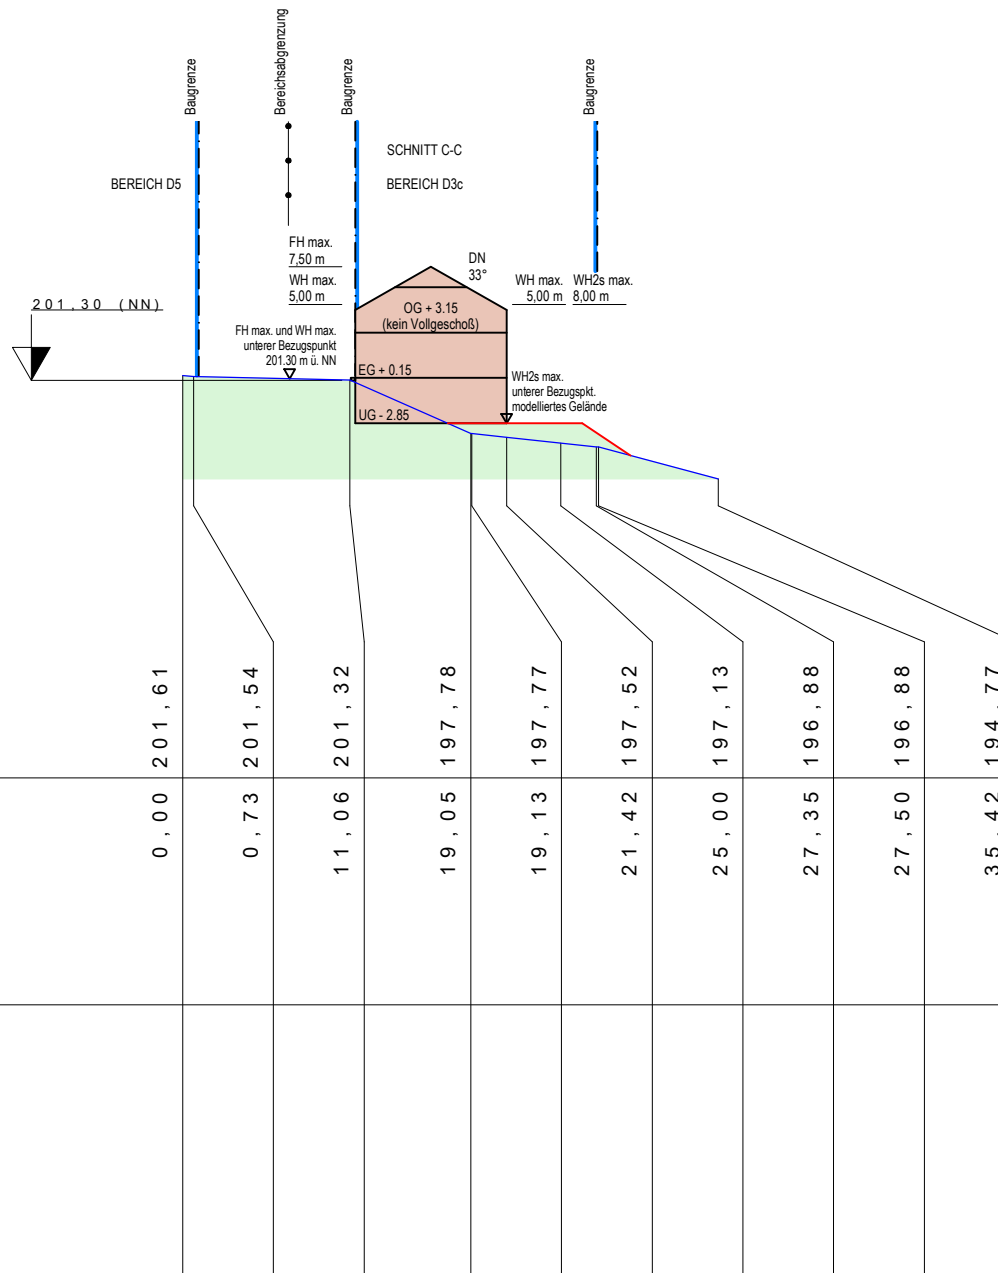 Baugrenze
Bereichsabgrenzung
Baugrenze
Baugrenze
SCHNITT C-C
BEREICH D5
BEREICH D3c
FH max.
7,50 m
WH max.
5,00 m
DN
33°
WH max.
5,00 m
WH2s max.
8,00 m
201,30 (NN)
OG + 3.15
(kein Vollgeschoß)
FH max. und WH max.
unterer Bezugspunkt
201.30 m ü. NN
EG + 0.15
WH2s max.
unterer Bezugspkt.
modelliertes Gelände
UG - 2.85
201,61
201,54
201,32
197,78
197,77
197,52
197,13
196,88
196,88
194,77
0,00
0,73
11,06
19,05
19,13
21,42
25,00
27,35
27,50
35,42